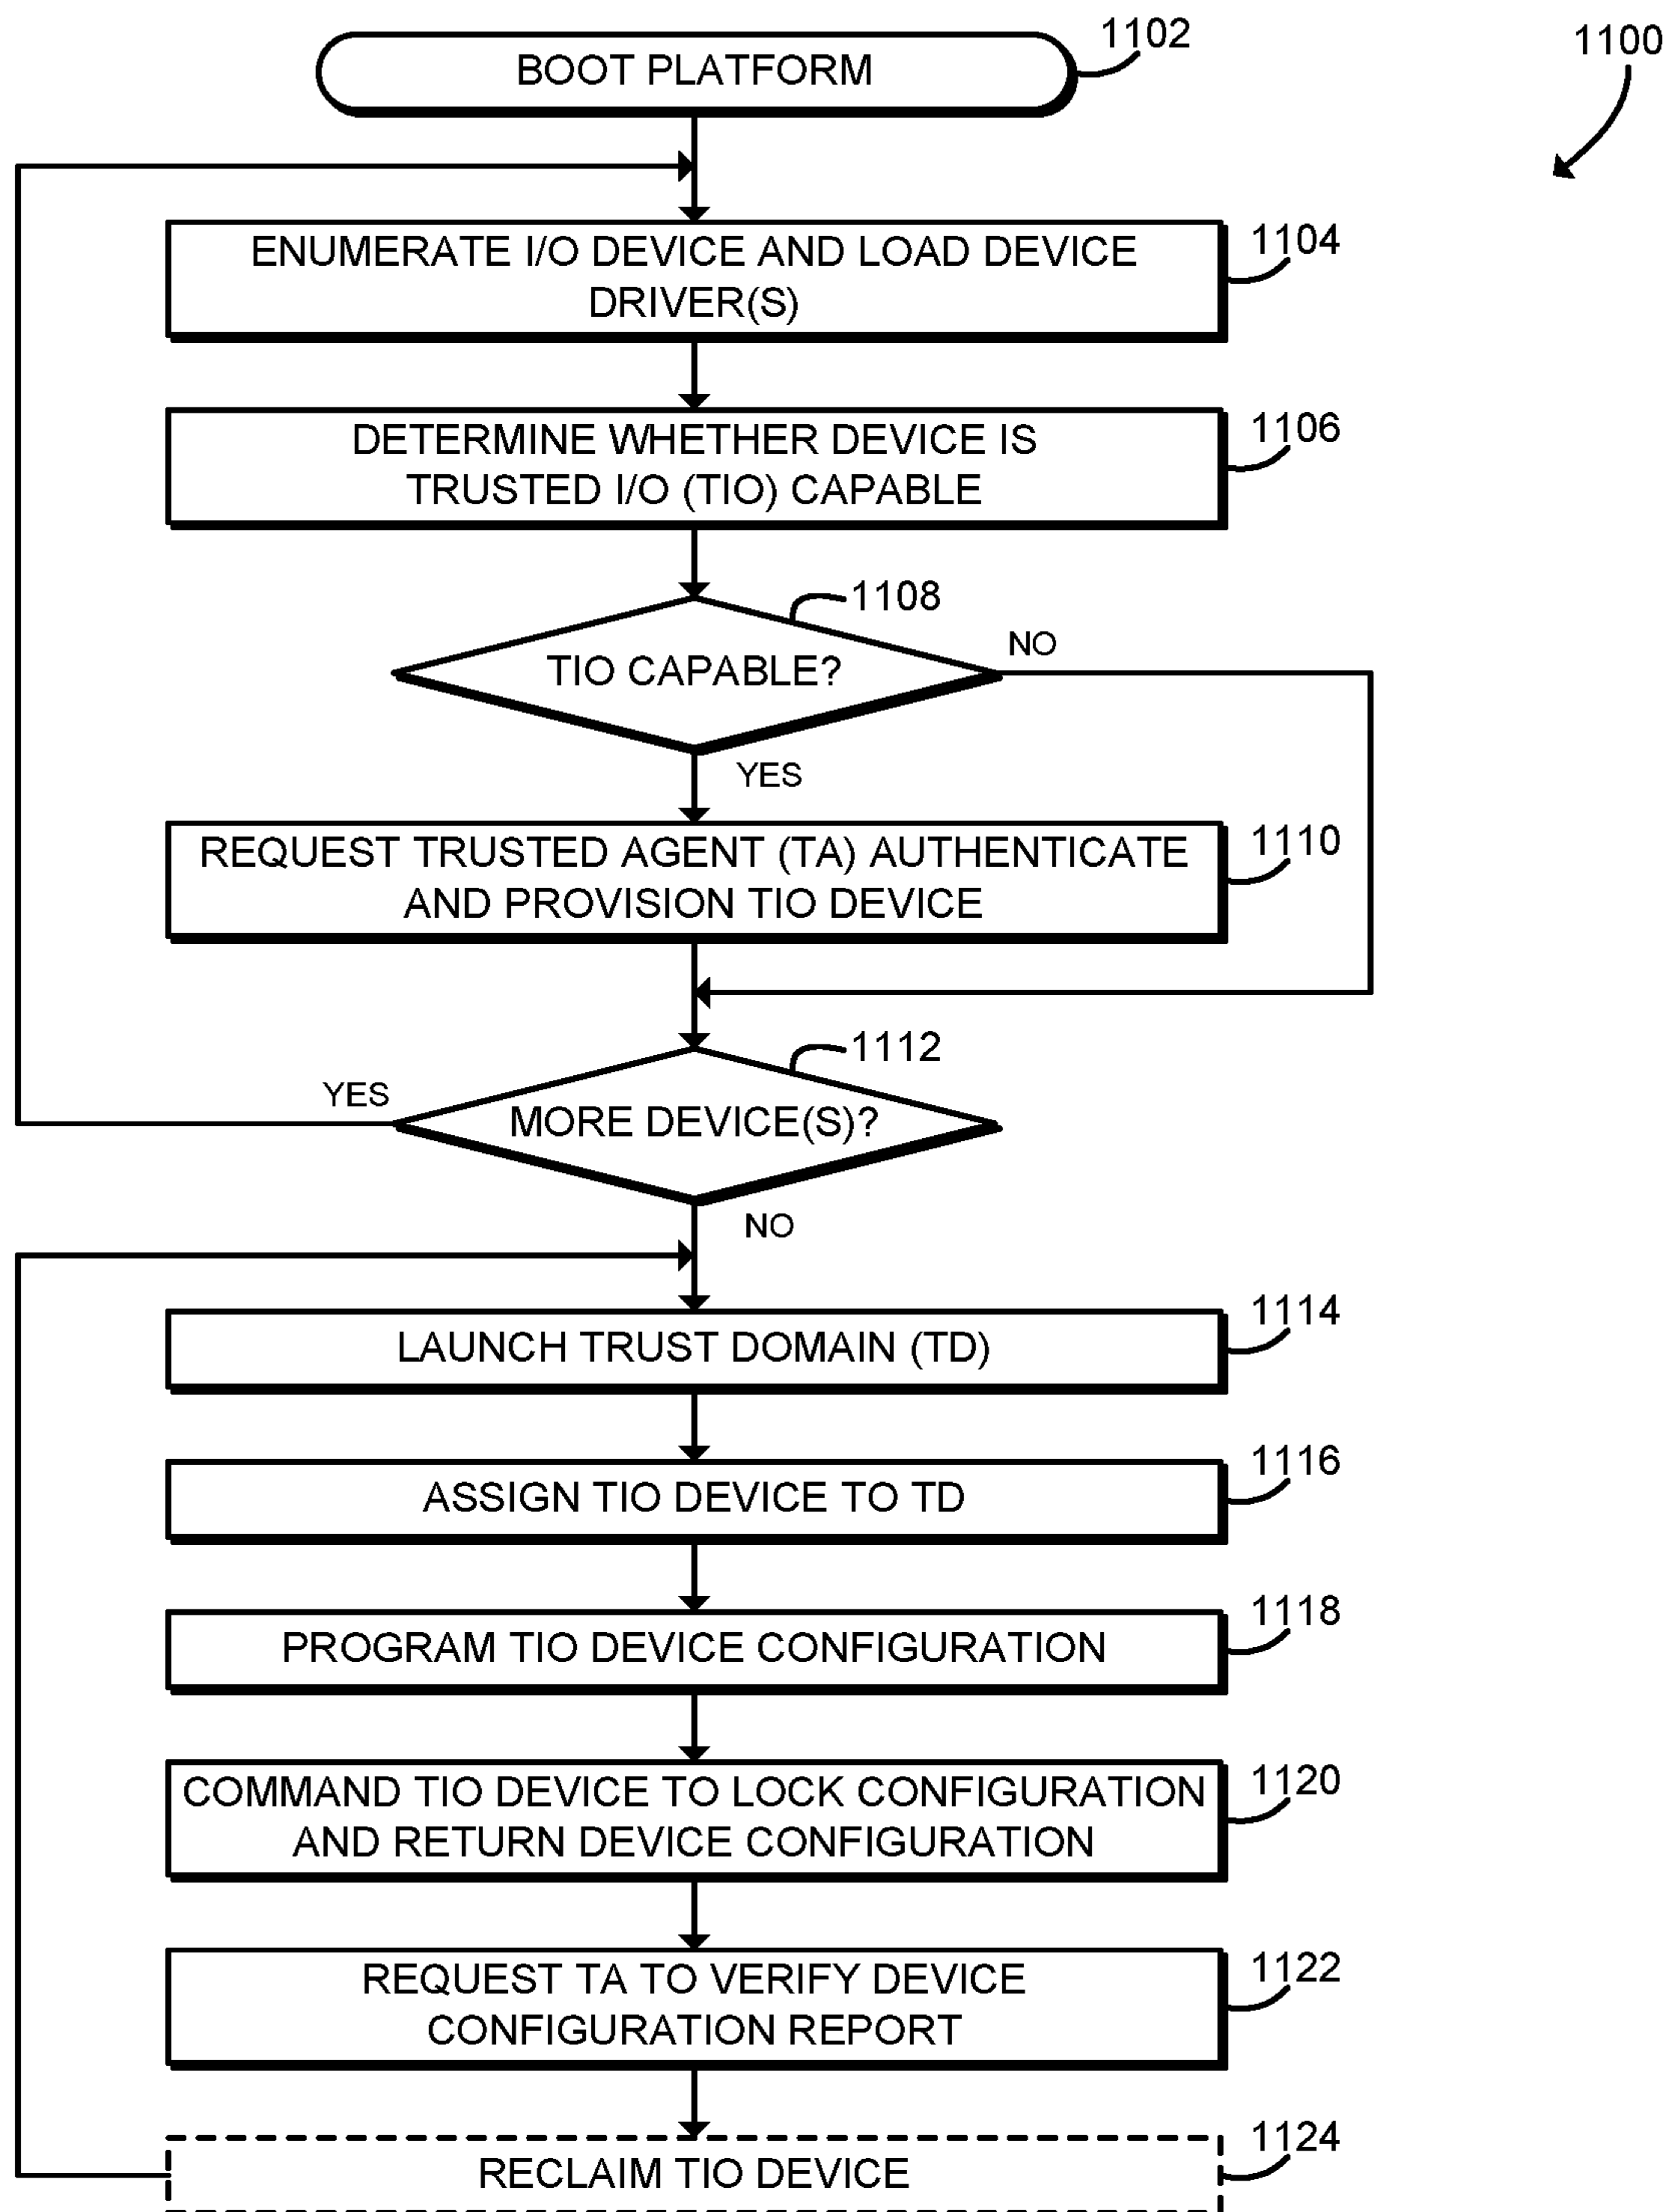 1100
BOOT PLATFORM
1102
ENUMERATE I/O DEVICE AND LOAD DEVICE
DRIVER(S)
1104
DETERMINE WHETHER DEVICE IS
TRUSTED I/O (TIO) CAPABLE
1106
1108
TIO CAPABLE?
NO
YES
REQUEST TRUSTED AGENT (TA) AUTHENTICATE
AND PROVISION TIO DEVICE
1110
1112
MORE DEVICE(S)?
YES
NO
LAUNCH TRUST DOMAIN (TD)
1114
ASSIGN TIO DEVICE TO TD
1116
PROGRAM TIO DEVICE CONFIGURATION
1118
COMMAND TIO DEVICE TO LOCK CONFIGURATION
AND RETURN DEVICE CONFIGURATION
1120
REQUEST TA TO VERIFY DEVICE
CONFIGURATION REPORT
1122
RECLAIM TIO DEVICE
1124